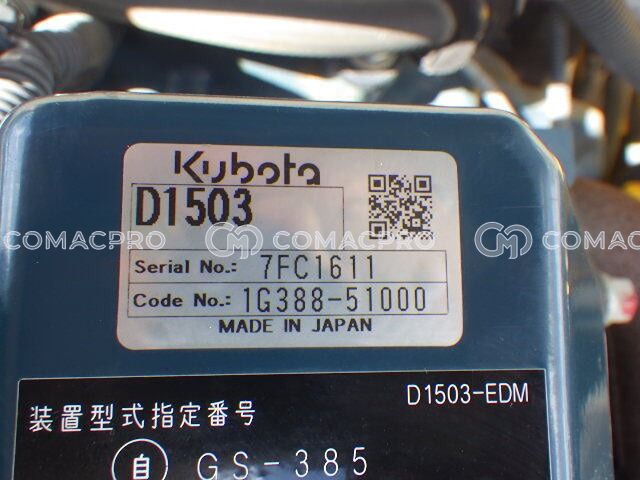 Kubota
D1503
COMACPRO COMACPRO COMACPRO
Serial No.: 7FC1611
Code No.: 1G388-51000
MADE IN JAPAN
D1503-EDM
装置型式指定番号
自 GS-385